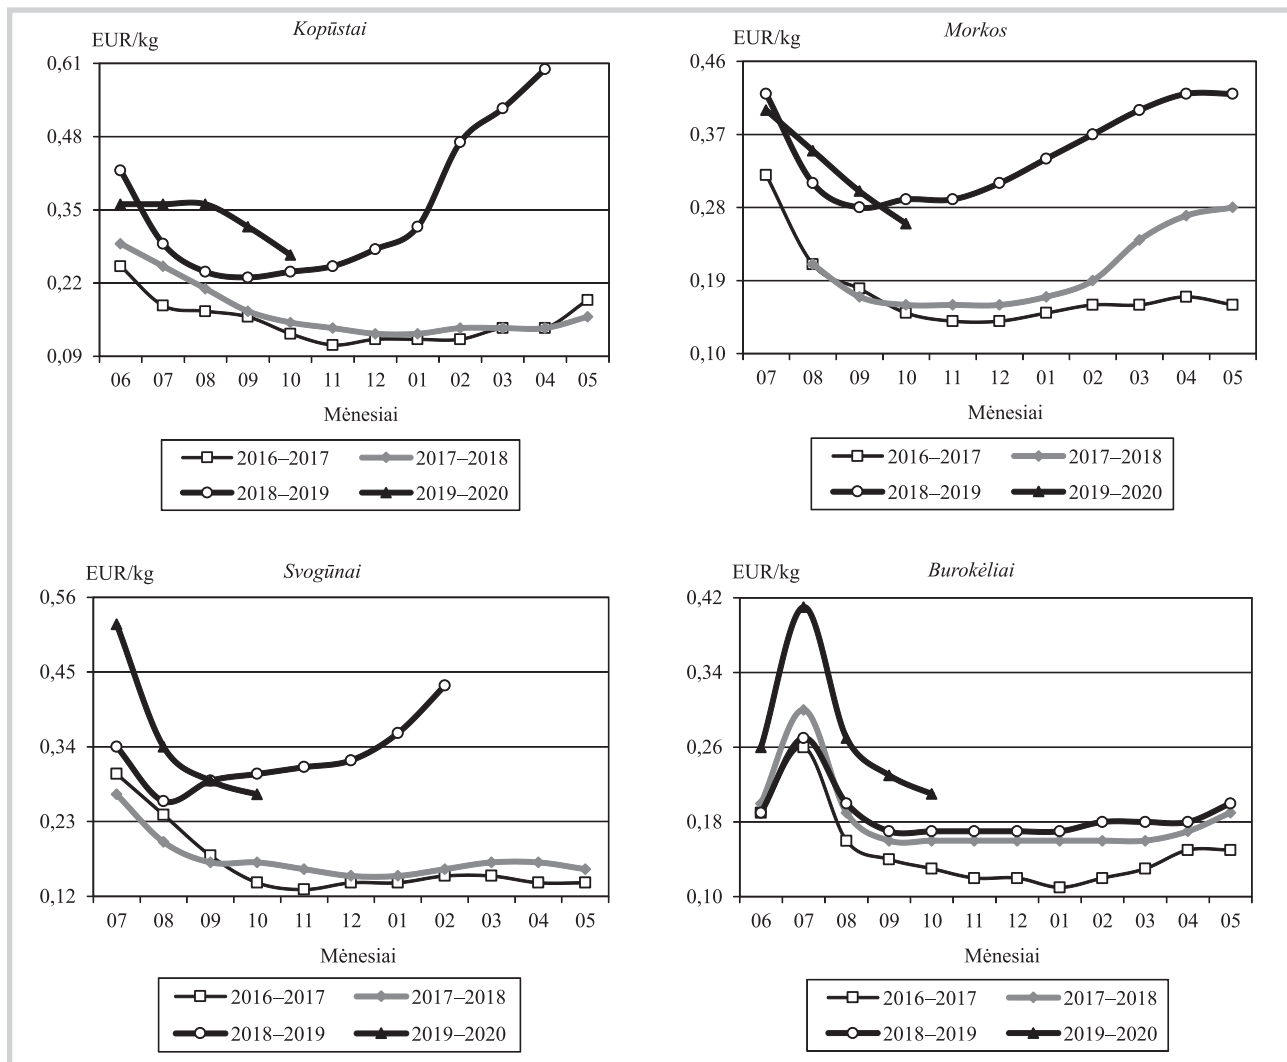 Kopūstai
EUR/kg
0,61
0,48
0,35
0,22
0,09
06 07 08 09 10 11 12 01 02 03 04 05
Mėnesiai
2016–2017 2017–2018
2018–2019 2019–2020
Morkos
EUR/kg
0,46
0,37
0,28
0,19
0,10
07 08 09 10 11 12 01 02 03 04 05
Mėnesiai
2016–2017 2017–2018
2018–2019 2019–2020
Svogūnai
EUR/kg
0,56
0,45
0,34
0,23
0,12
07 08 09 10 11 12 01 02 03 04 05
Mėnesiai
2016–2017 2017–2018
2018–2019 2019–2020
Burokėliai
EUR/kg
0,42
0,34
0,26
0,18
0,10
06 07 08 09 10 11 12 01 02 03 04 05
Mėnesiai
2016–2017 2017–2018
2018–2019 2019–2020